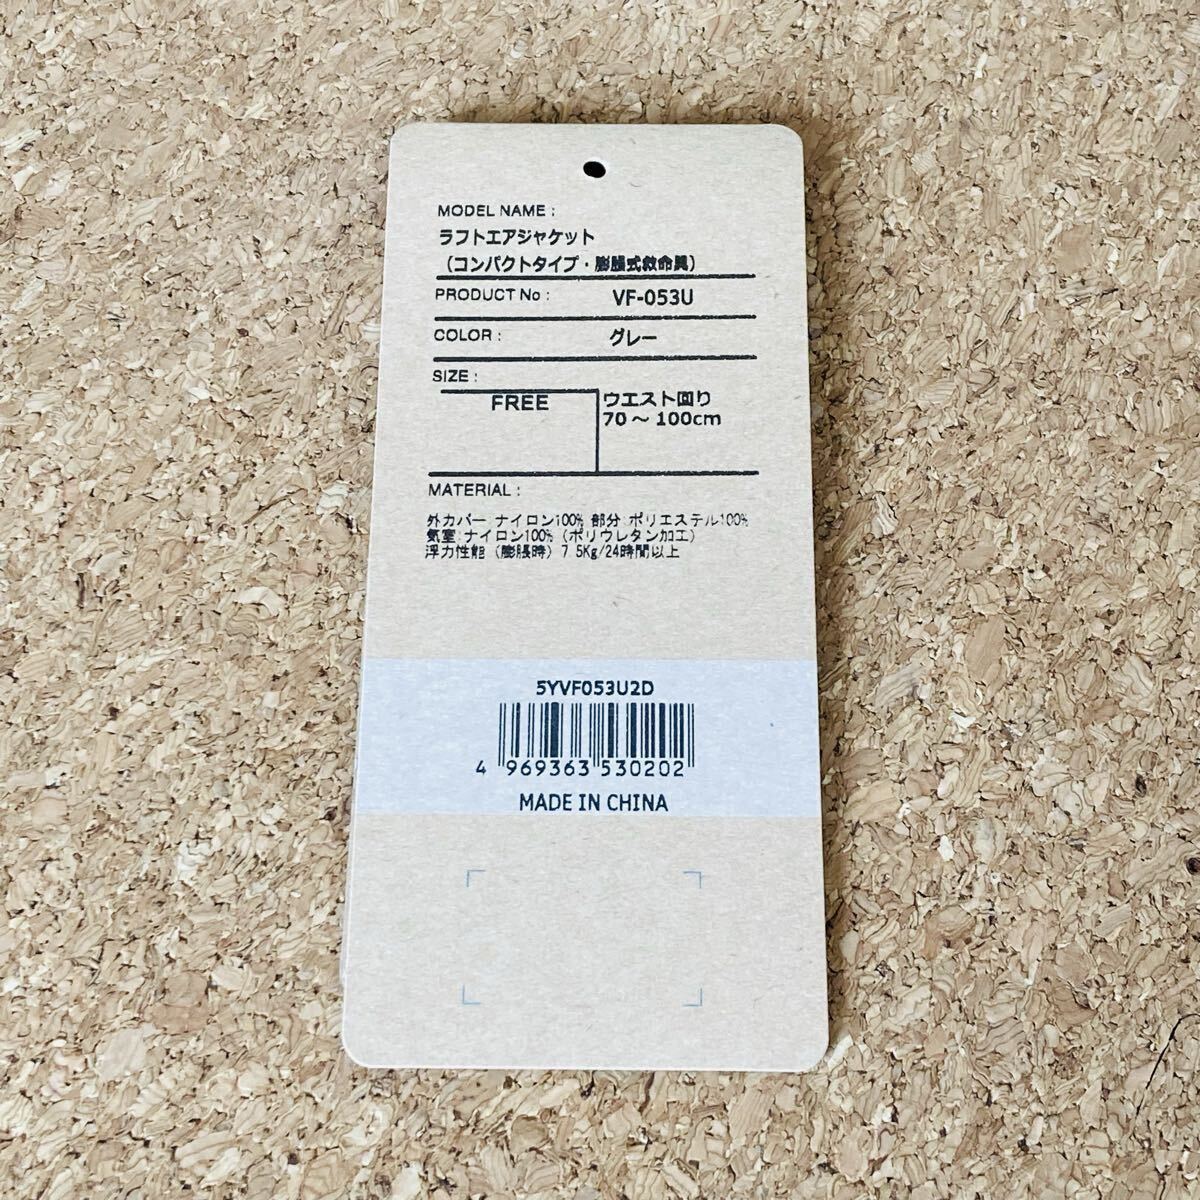 MODEL NAME :
ラフトエアジャケット
（コンパクトタイプ・膨脹式救命具）
PRODUCT No : VF-053U
COLOR : グレー
SIZE :
FREE ウエスト回り
70 ～ 100cm
MATERIAL :
外カバー ナイロン100% 部分 ポリエステル100%
気室:ナイロン100%（ポリウレタン加工）
浮力性能（膨脹時）7.5Kg/24時間以上
5YVF053U2D
4 969363 530202
MADE IN CHINA